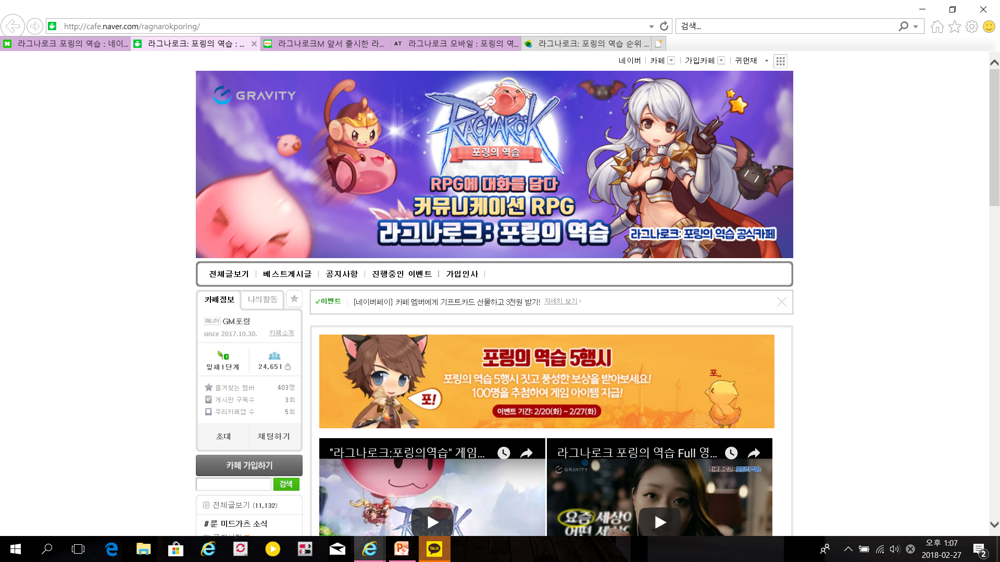 http://cafe.naver.com/ragnarokporing/
검색...
라그나로크 포링의 역습 : 네이...
라그나로크: 포링의 역습 : ...
라그나로크M 앞서 출시한 라...
AT 라그나로크 모바일 : 포링의 역...
라그나로크: 포링의 역습 순위 ...
네이버 카페 가입카페 귀먼재
GRAVITY
RAGNARÖK
포링의 역습
RPG에 대화를 담다
커뮤니케이션 RPG
라그나로크: 포링의 역습
라그나로크: 포링의 역습 공식카페
전체글보기 베스트게시글 공지사항 진행중인 이벤트 가입인사
카페정보 나의활동
매니저 GM포링
since 2017.10.30. 카페소개
잎새1단계 24,651
즐겨찾는 멤버 403명
게시판 구독수 3회
우리카페앱 수 5회
초대 채팅하기
카페 가입하기
검색
전체글보기 (11,132)
#룬 미드가츠 소식
이벤트 [네이버페이] 카페 멤버에게 기프트카드 선물하고 3천원 받기! 자세히 보기
포링의 역습 5행시
포링의 역습 5행시 짓고 풍성한 보상을 받아보세요!
100명을 추첨하여 게임 아이템 지급!
이벤트 기간: 2/20(화) ~ 2/27(화)
포!
포..
"라그나로크:포링의역습" 게임...
라그나로크 포링의 역습 Full 영...
GRAVITY
라그나로크:포링의 역습
요즘 세상이
어떤 세상이
TALK
오후 1:07
2018-02-27
2